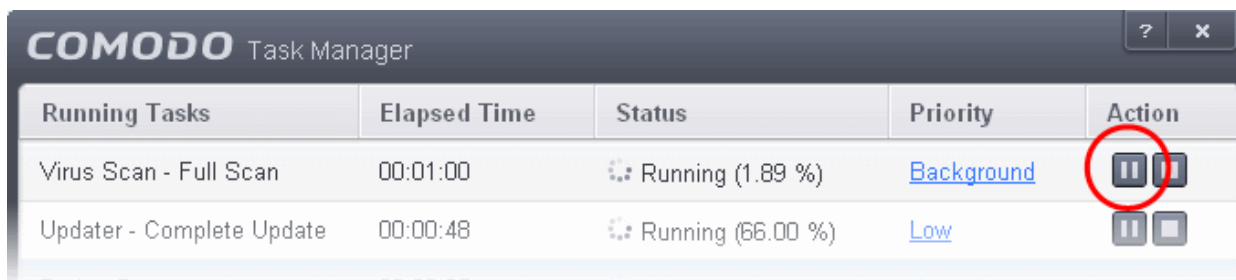 COMODO Task Manager ? x
Running Tasks Elapsed Time Status Priority Action
Virus Scan - Full Scan 00:01:00 Running (1.89 %) Background
Updater - Complete Update 00:00:48 Running (66.00 %) Low